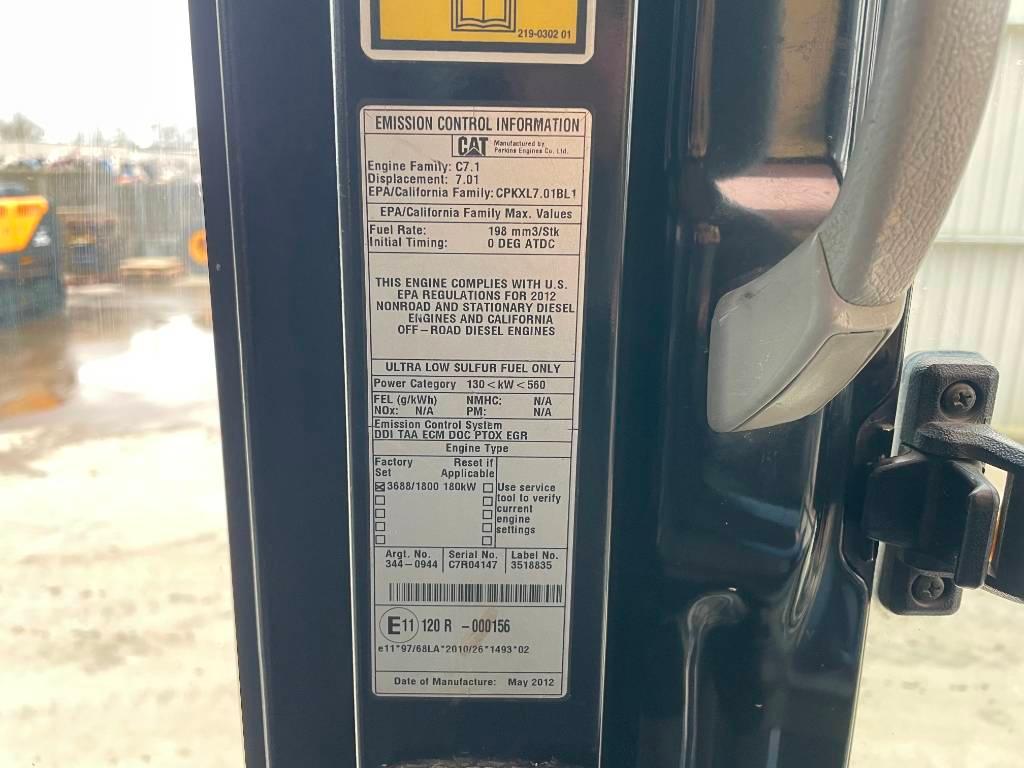 219-0302 01
EMISSION CONTROL INFORMATION
CAT Manufactured by
Perkins Engines Co. Ltd.
Engine Family: C7.1
Displacement: 7.01
EPA/California Family: CPKXL7.01BL1
EPA/California Family Max. Values
Fuel Rate: 198 mm3/Stk
Initial Timing: 0 DEG ATDC
THIS ENGINE COMPLIES WITH U.S.
EPA REGULATIONS FOR 2012
NONROAD AND STATIONARY DIESEL
ENGINES AND CALIFORNIA
OFF-ROAD DIESEL ENGINES
ULTRA LOW SULFUR FUEL ONLY
Power Category 130<kW<560
FEL (g/kWh) NMHC: N/A
NOx: N/A PM: N/A
Emission Control System
DDI TAA ECM DOC PTOX EGR
Engine Type
Factory Reset if
Set Applicable
3688/1800 180kW
Use service
tool to verify
current
engine
settings
Argt. No. Serial No. Label No.
344-0944 C7R04147 3518835
E11 120 R -000156
e11*97/68LA*2010/26*1493*02
Date of Manufacture: May 2012